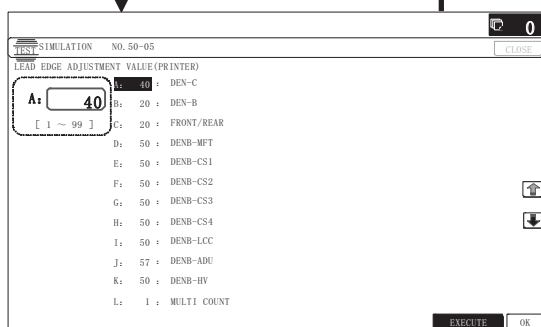 0
TEST SIMULATION NO. 50-05
CLOSE
LEAD EDGE ADJUSTMENT VALUE(PRINTER)
A: 40
[ 1 ~ 99 ]
A: 40 : DEN-C
B: 20 : DEN-B
C: 20 : FRONT/REAR
D: 50 : DENB-MFT
E: 50 : DENB-CS1
F: 50 : DENB-CS2
G: 50 : DENB-CS3
H: 50 : DENB-CS4
I: 50 : DENB-LCC
J: 57 : DENB-ADU
K: 50 : DENB-HV
L: 1 : MULTI COUNT
EXECUTE OK